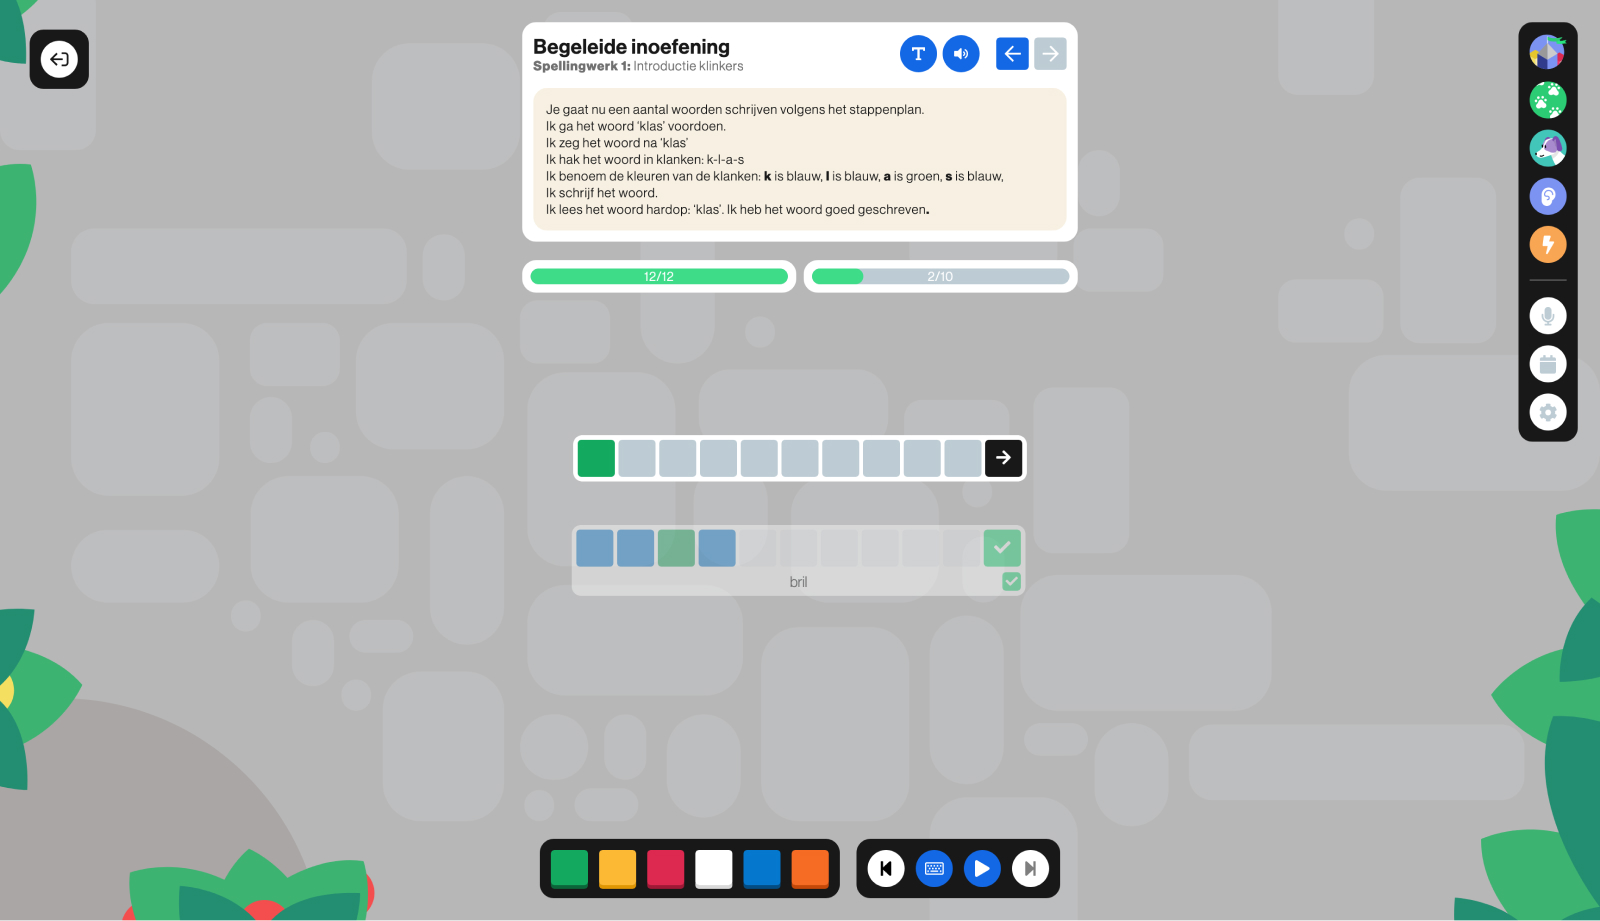 Begeleide inoefening
Spellingwerk 1: Introductie klinkers
T
Je gaat nu een aantal woorden schrijven volgens het stappenplan.
Ik ga het woord ‘klas’ voordoen.
Ik zeg het woord na ‘klas’
Ik hak het woord in klanken: k-l-a-s
Ik benoem de kleuren van de klanken: k is blauw, l is blauw, a is groen, s is blauw,
Ik schrijf het woord.
Ik lees het woord hardop: ‘klas’. Ik heb het woord goed geschreven.
12/12
2/10
bril